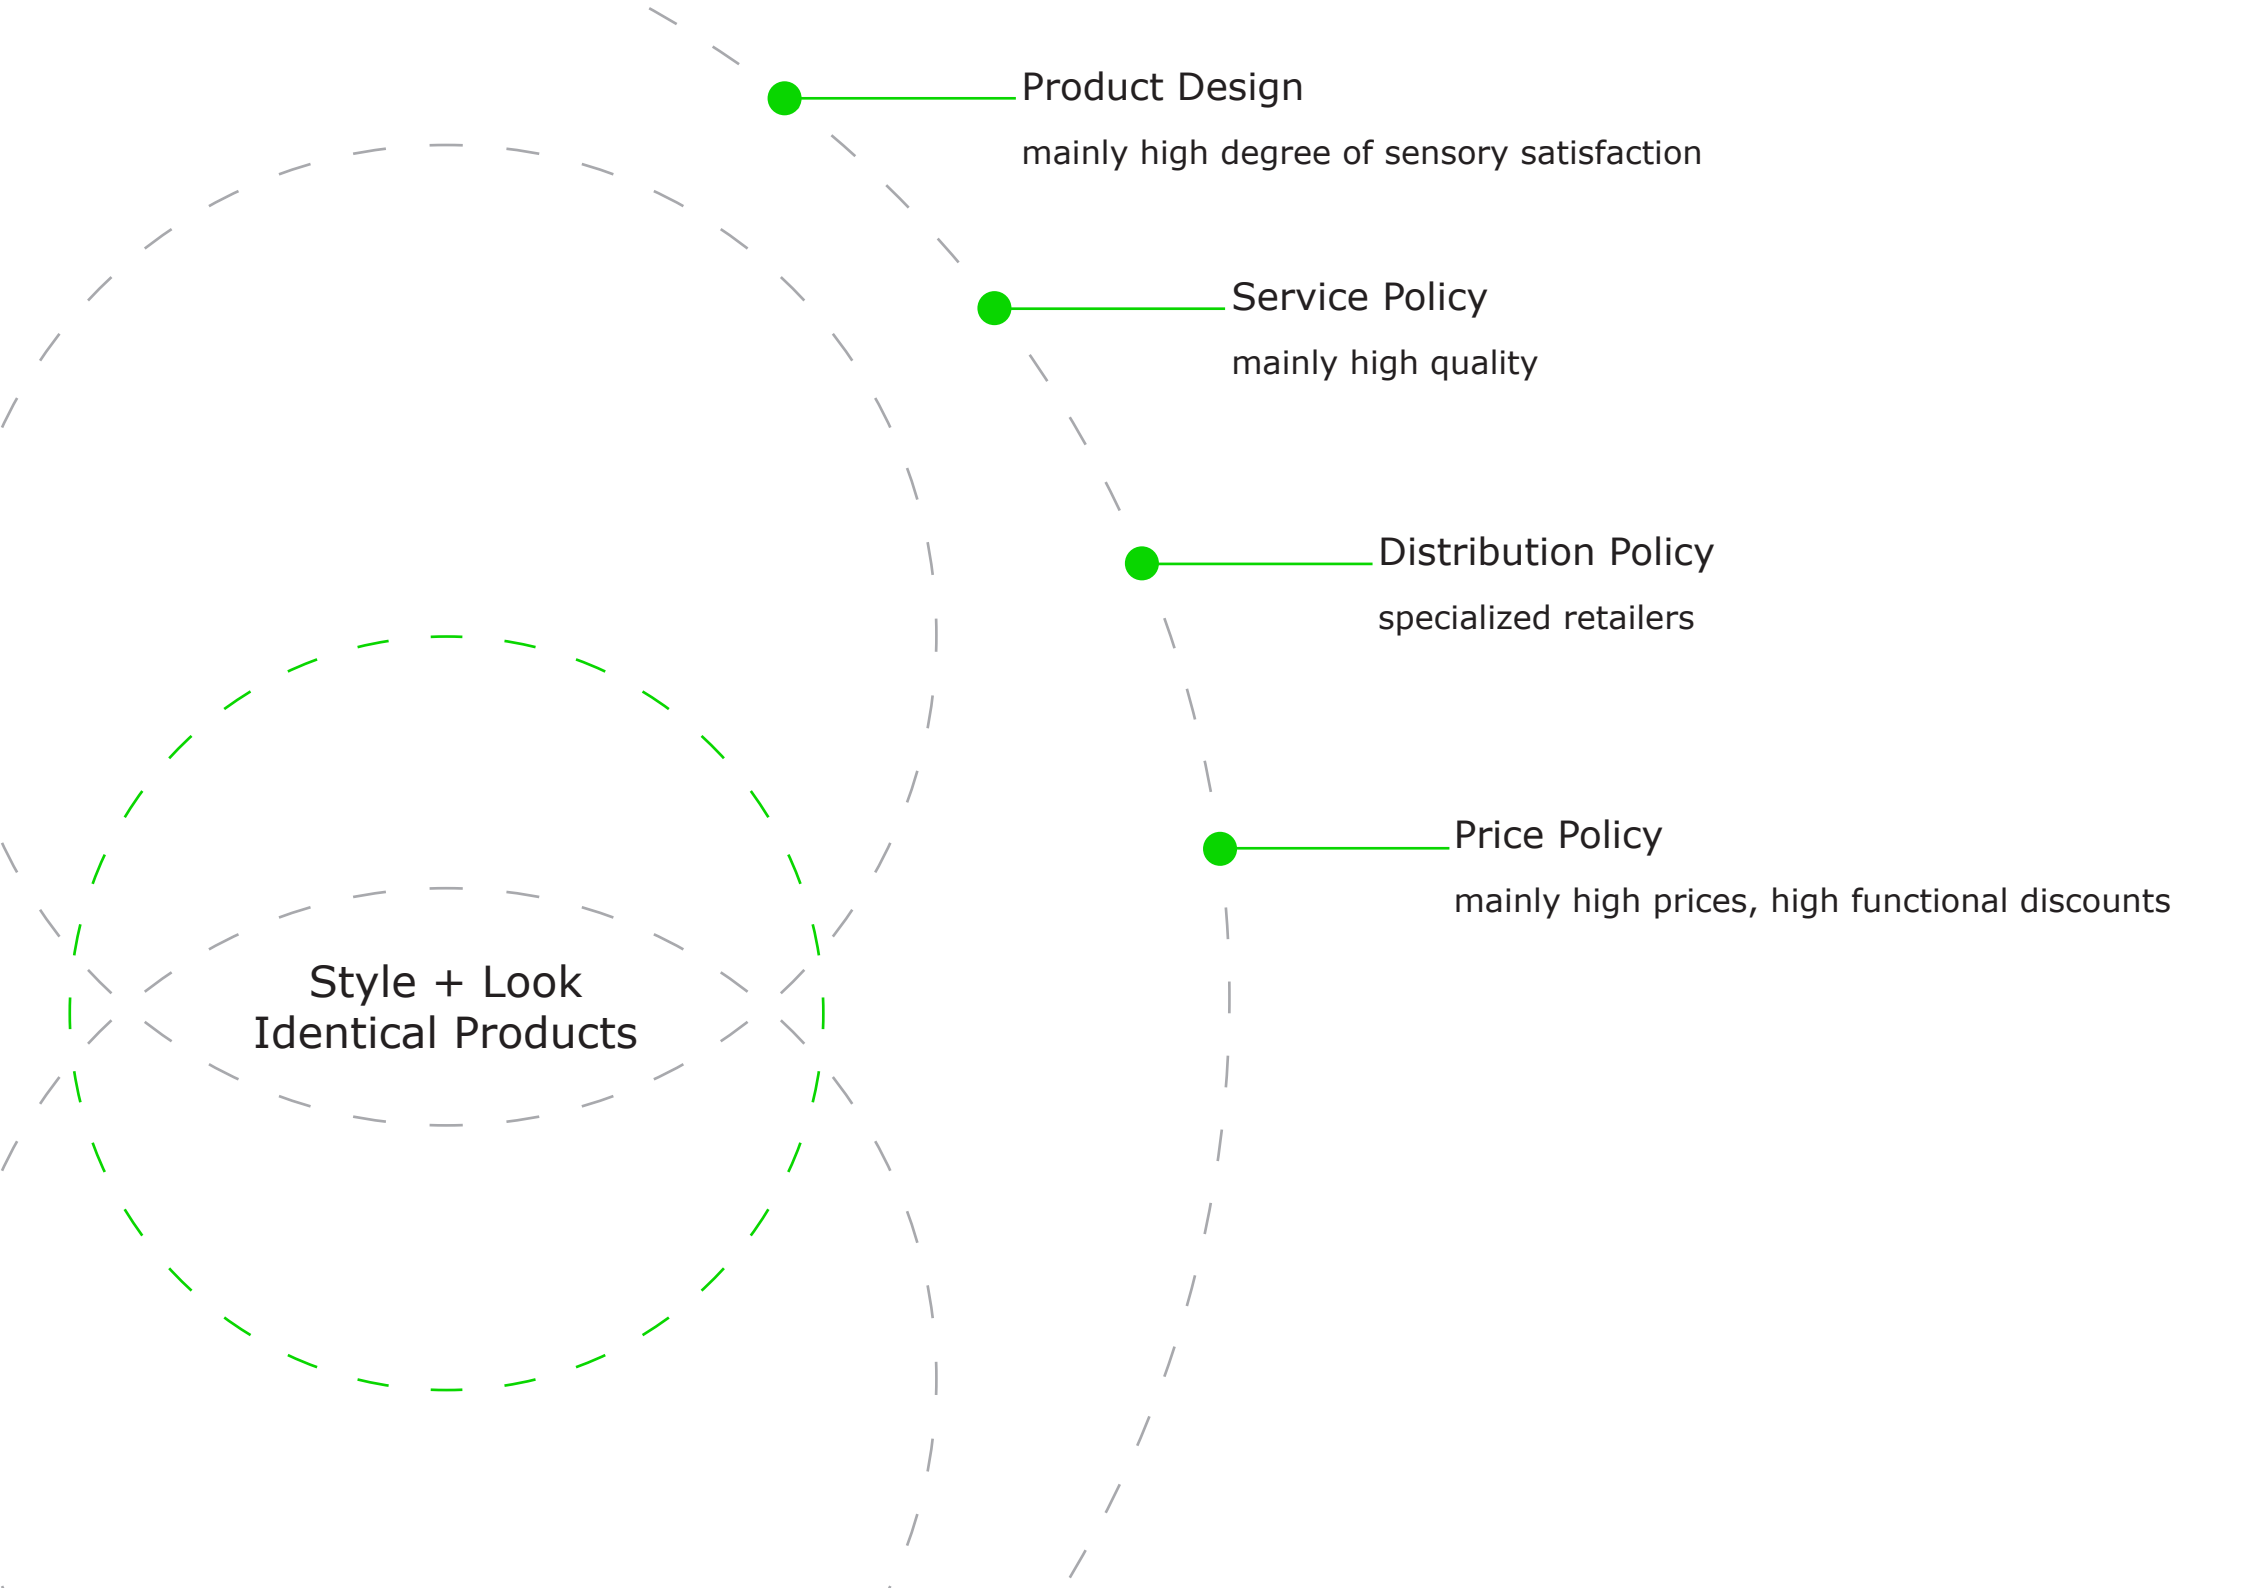 Product Design
mainly high degree of sensory satisfaction
Service Policy
mainly high quality
Distribution Policy
specialized retailers
Price Policy
mainly high prices, high functional discounts
Style + Look
Identical Products